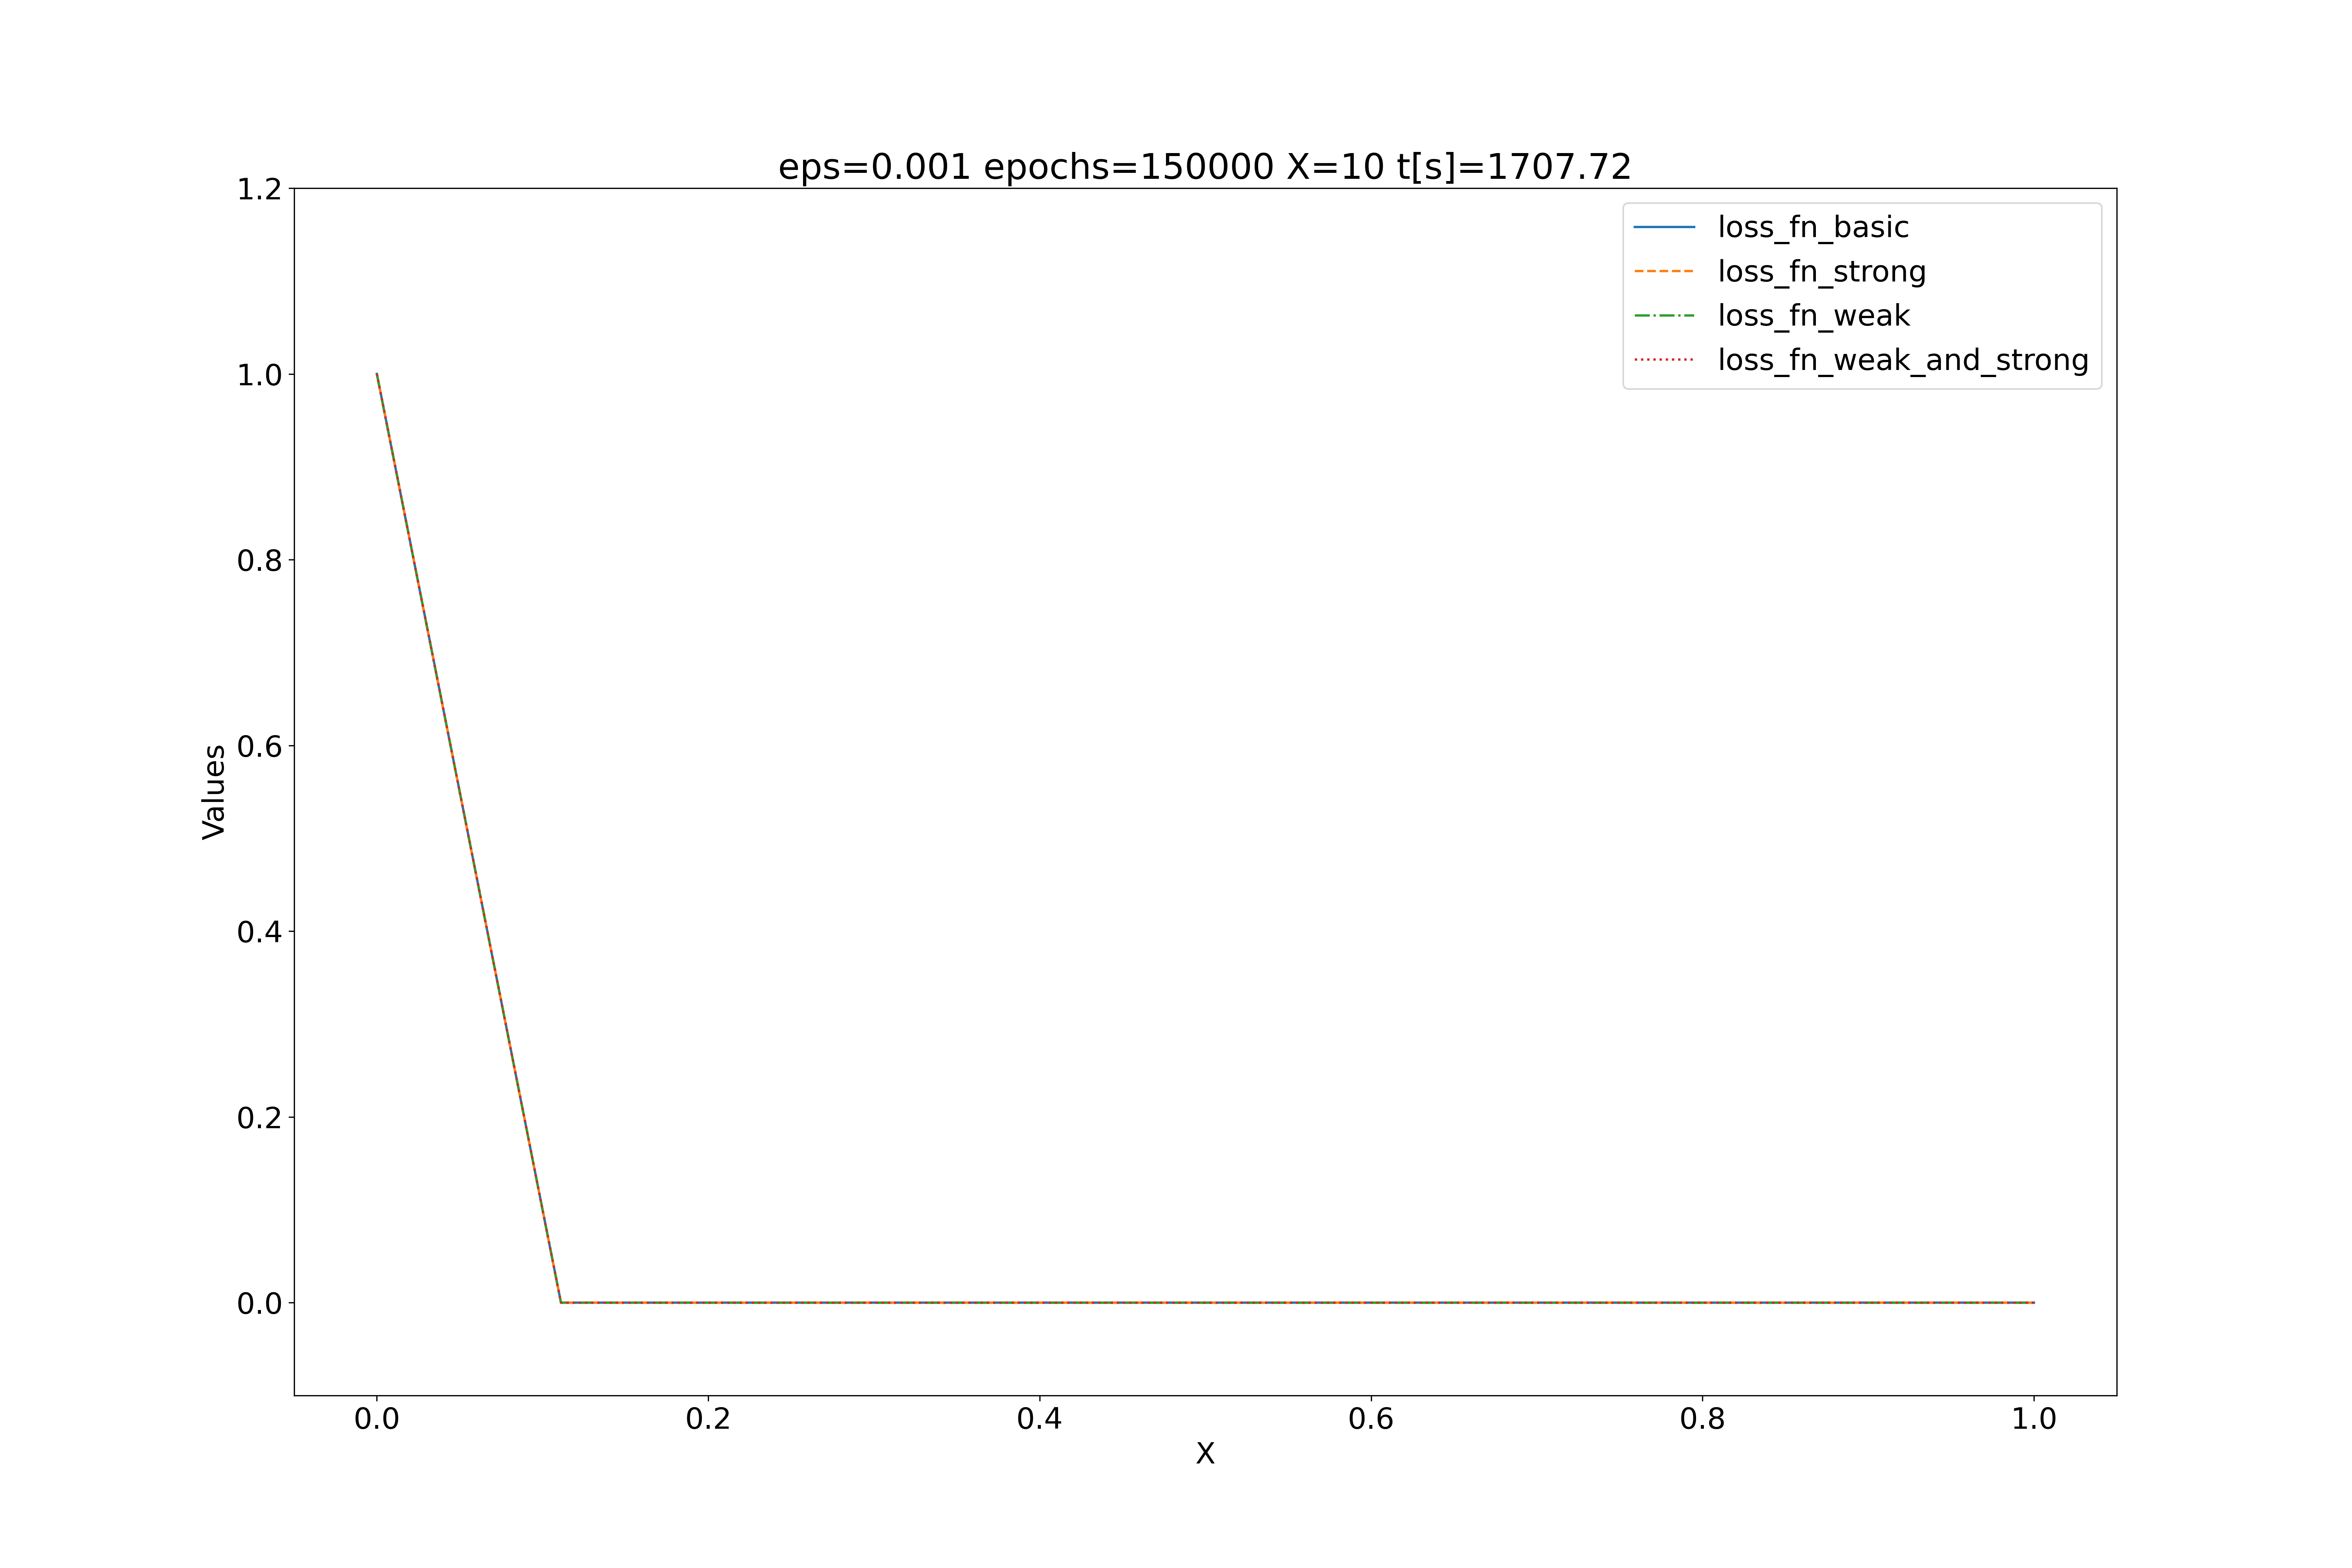 eps=0.001 epochs=150000 X=10 t[s]=1707.72
1.2
1.0
0.8
0.6
0.4
0.2
0.0
Values
loss_fn_basic
loss_fn_strong
loss_fn_weak
loss_fn_weak_and_strong
0.0 0.2 0.4 0.6 0.8 1.0
X